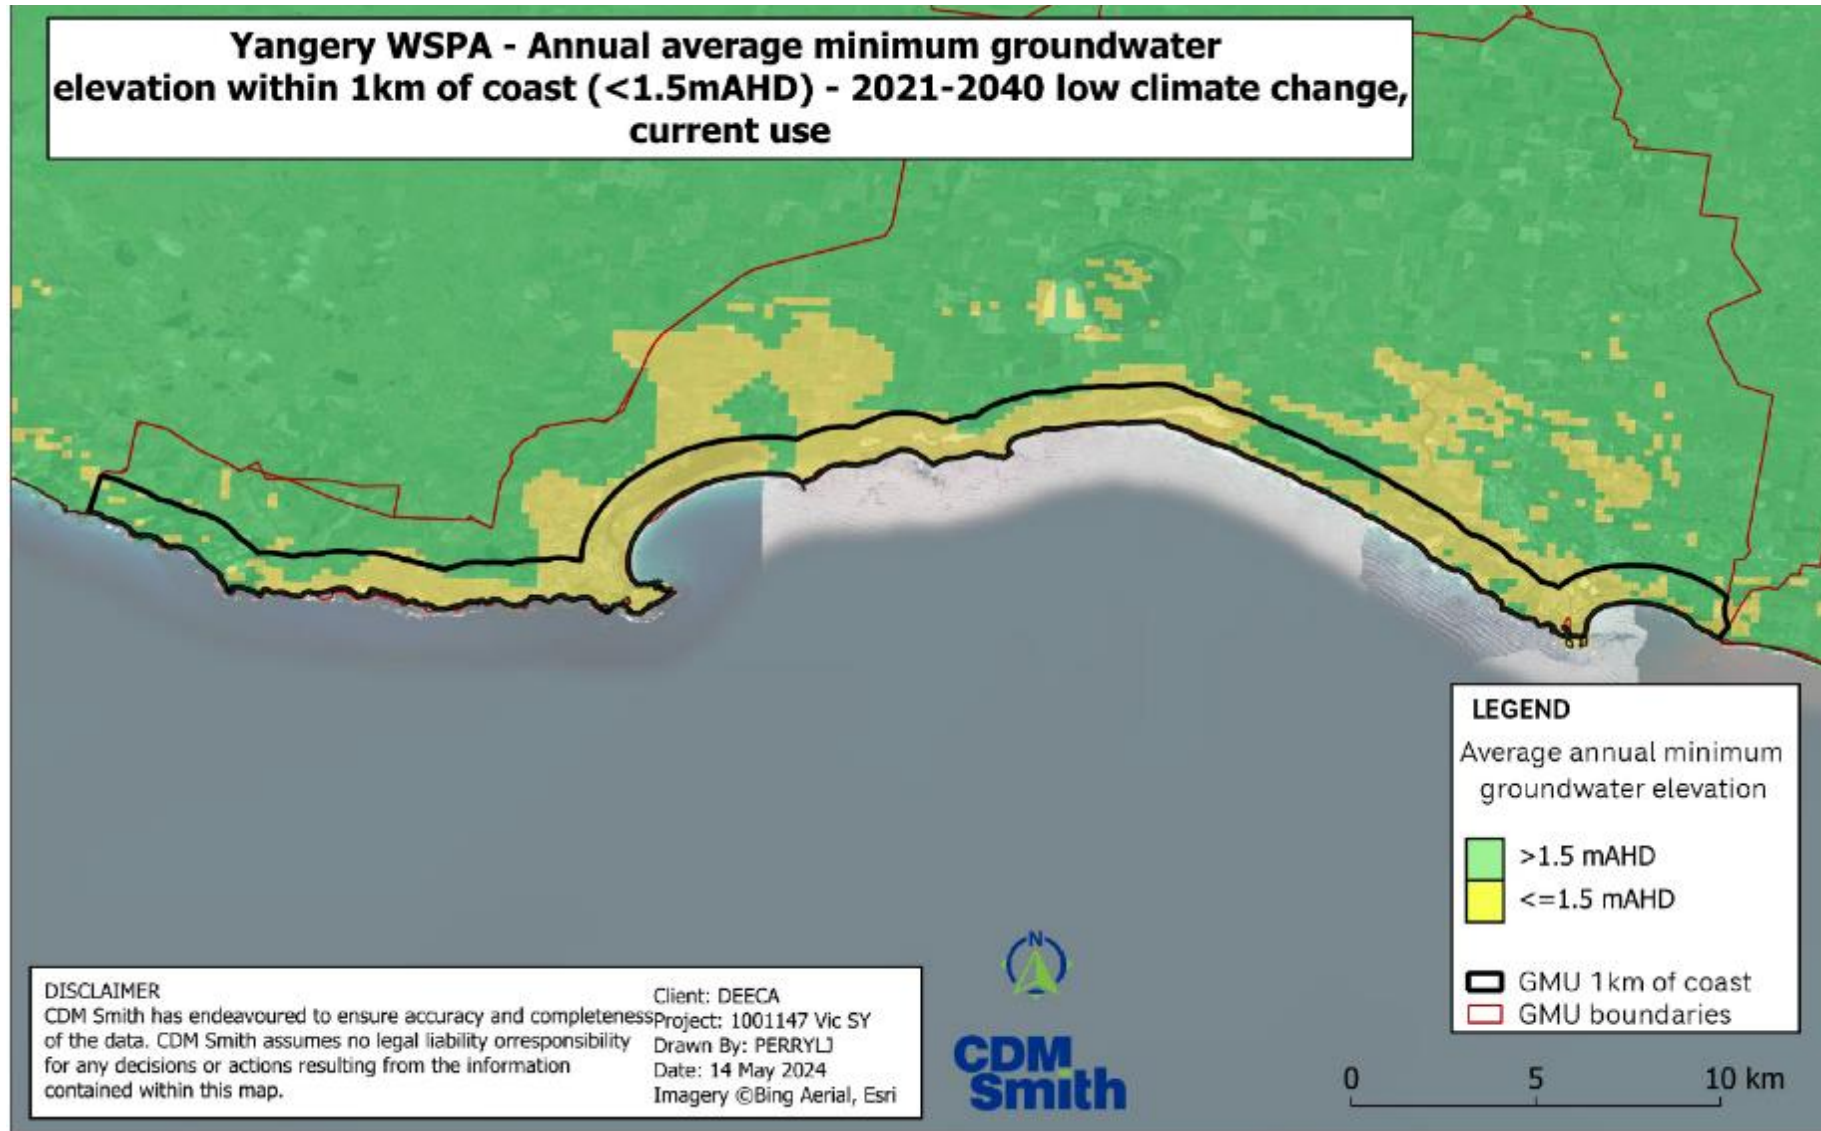 Yangery WSPA - Annual average minimum groundwater
elevation within 1km of coast (<1.5mAHD) - 2021-2040 low climate change,
current use
LEGEND
Average annual minimum
groundwater elevation
>1.5 mAHD
<=1.5 mAHD
GMU 1km of coast
GMU boundaries
DISCLAIMER
CDM Smith has endeavoured to ensure accuracy and completeness
of the data. CDM Smith assumes no legal liability orresponsibility
for any decisions or actions resulting from the information
contained within this map.
Client: DEECA
Project: 1001147 Vic SY
Drawn By: PERRYLJ
Date: 14 May 2024
Imagery ©Bing Aerial, Esri
N
CDM
Smith
0 5 10 km